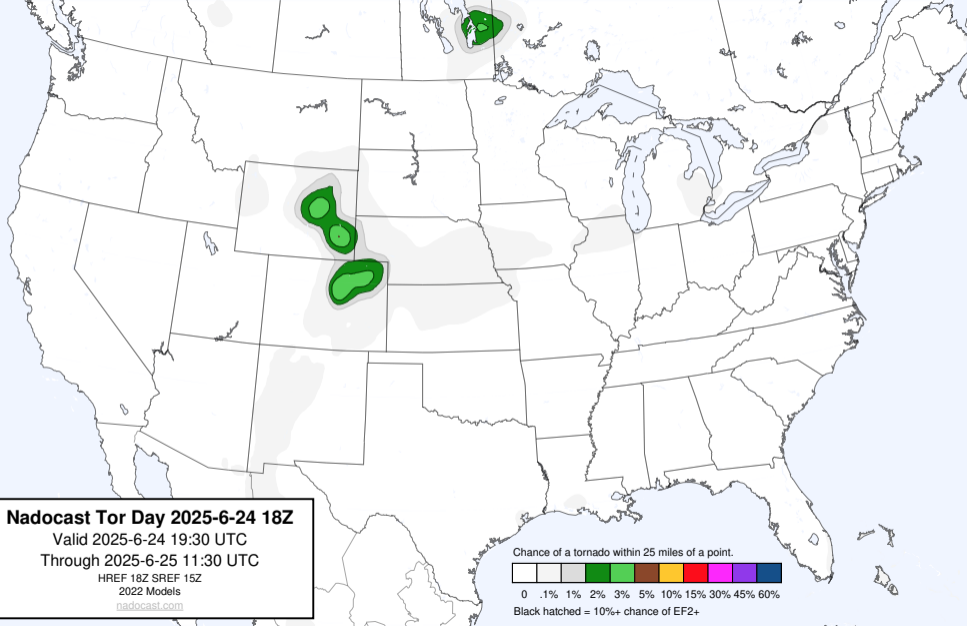 Nadocast Tor Day 2025-6-24 18Z
Valid 2025-6-24 19:30 UTC
Through 2025-6-25 11:30 UTC
HREF 18Z SREF 15Z
2022 Models
nadocast.com
Chance of a tornado within 25 miles of a point.
0 .1% 1% 2% 3% 5% 10% 15% 30% 45% 60%
Black hatched = 10%+ chance of EF2+